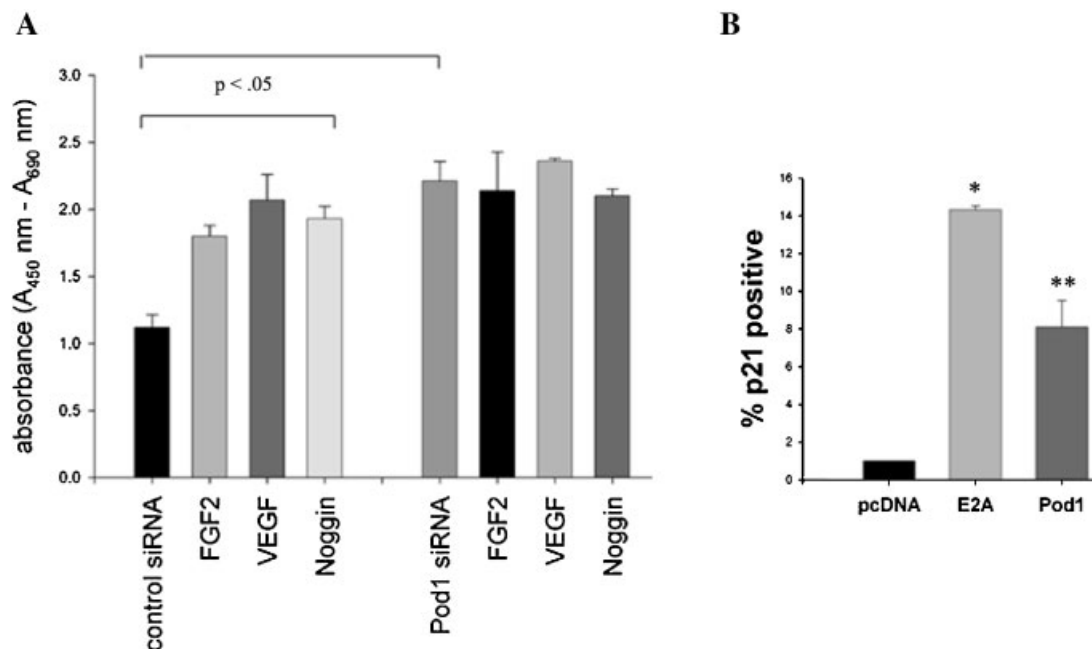 A
absorbance (A450 nm - A690 nm)
3.0
2.5
2.0
1.5
1.0
0.5
0.0
p < .05
control siRNA
FGF2
VEGF
Noggin
Pod1 siRNA
FGF2
VEGF
Noggin
B
% p21 positive
16
14
12
10
8
6
4
2
0
*
**
pcDNA
E2A
Pod1